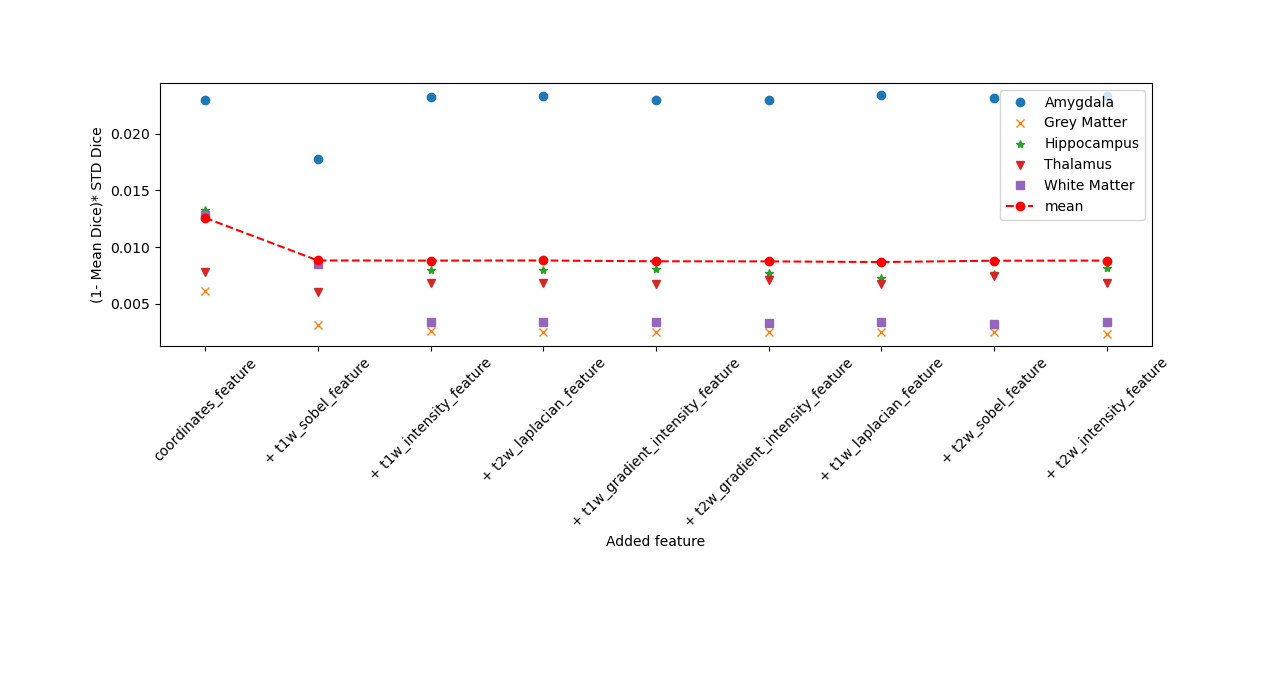 (1- Mean Dice)* STD Dice
0.020
0.015
0.010
0.005
Amygdala
Grey Matter
Hippocampus
Thalamus
White Matter
mean
coordinates_feature
+ t1w_sobel_feature
+ t1w_intensity_feature
+ t2w_laplacian_feature
+ t1w_gradient_intensity_feature
+ t2w_gradient_intensity_feature
+ t1w_laplacian_feature
+ t2w_sobel_feature
+ t2w_intensity_feature
Added feature